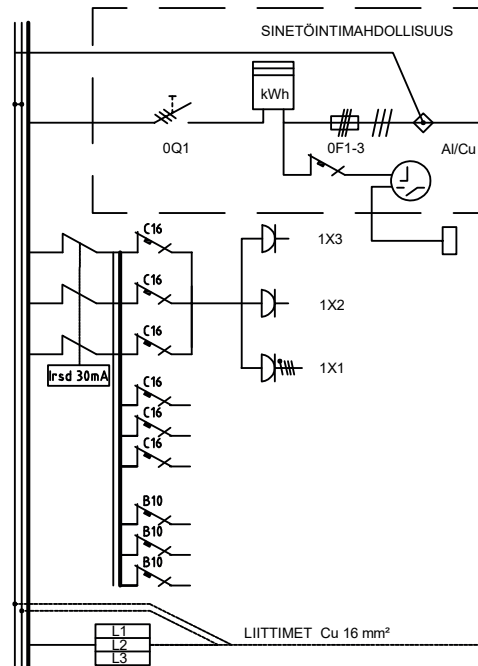 SINETÖINTIMAHDOLLISUUS
kWh
0Q1
0F1-3
Al/Cu
C16
1X3
C16
1X2
C16
1X1
Irsd 30mA
C16
C16
C16
B10
B10
B10
L1
L2
L3
LIITTIMET Cu 16 mm²